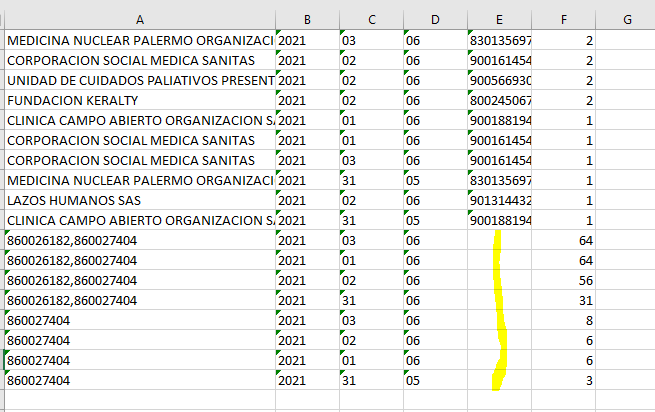 A B C D E F G
MEDICINA NUCLEAR PALERMO ORGANIZACI 2021 03 06 830135697 2
CORPORACION SOCIAL MEDICA SANITAS 2021 02 06 900161454 2
UNIDAD DE CUIDADOS PALIATIVOS PRESENT 2021 02 06 900566930 2
FUNDACION KERALTY 2021 02 06 800245067 2
CLINICA CAMPO ABIERTO ORGANIZACION SA 2021 01 06 900188194 1
CORPORACION SOCIAL MEDICA SANITAS 2021 01 06 900161454 1
CORPORACION SOCIAL MEDICA SANITAS 2021 03 06 900161454 1
MEDICINA NUCLEAR PALERMO ORGANIZACI 2021 31 05 830135697 1
LAZOS HUMANOS SAS 2021 02 06 901314432 1
CLINICA CAMPO ABIERTO ORGANIZACION SA 2021 31 05 900188194 1
860026182,860027404 2021 03 06 64
860026182,860027404 2021 01 06 64
860026182,860027404 2021 02 06 56
860026182,860027404 2021 31 06 31
860027404 2021 03 06 8
860027404 2021 02 06 6
860027404 2021 01 06 6
860027404 2021 31 05 3